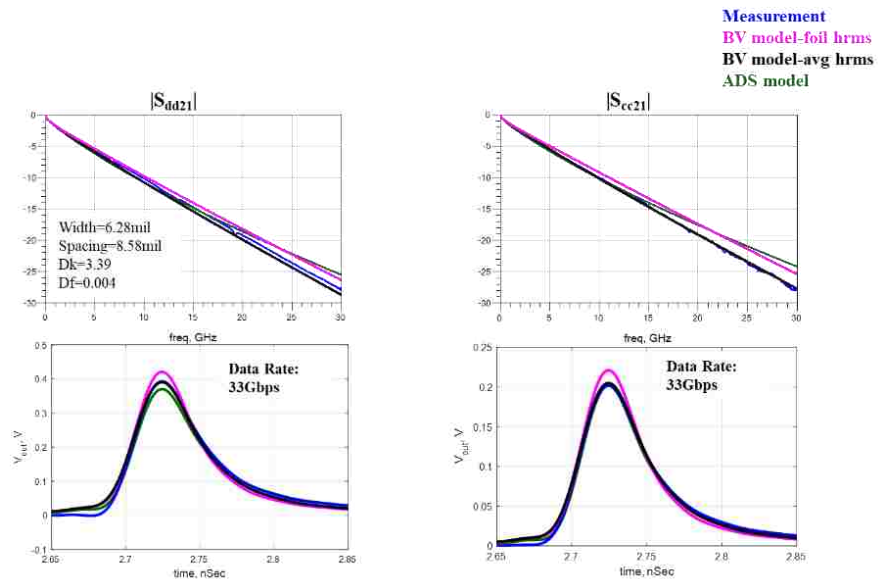 Measurement
BV model-foil hrms
BV model-avg hrms
ADS model
|Sdd21|
0
-5
-10
-15
-20
-25
-30
Width=6.28mil
Spacing=8.58mil
Dk=3.39
Df=0.004
0 5 10 15 20 25 30
freq, GHz
|Scc21|
0
-5
-10
-15
-20
-25
-30
0 5 10 15 20 25 30
freq, GHz
0.5
0.4
0.3
0.2
0.1
0
-0.1
Vout, V
Data Rate:
33Gbps
2.65 2.7 2.75 2.8 2.85
time, nSec
0.25
0.2
0.15
0.1
0.05
0
Vout, V
Data Rate:
33Gbps
2.65 2.7 2.75 2.8 2.85
time, nSec